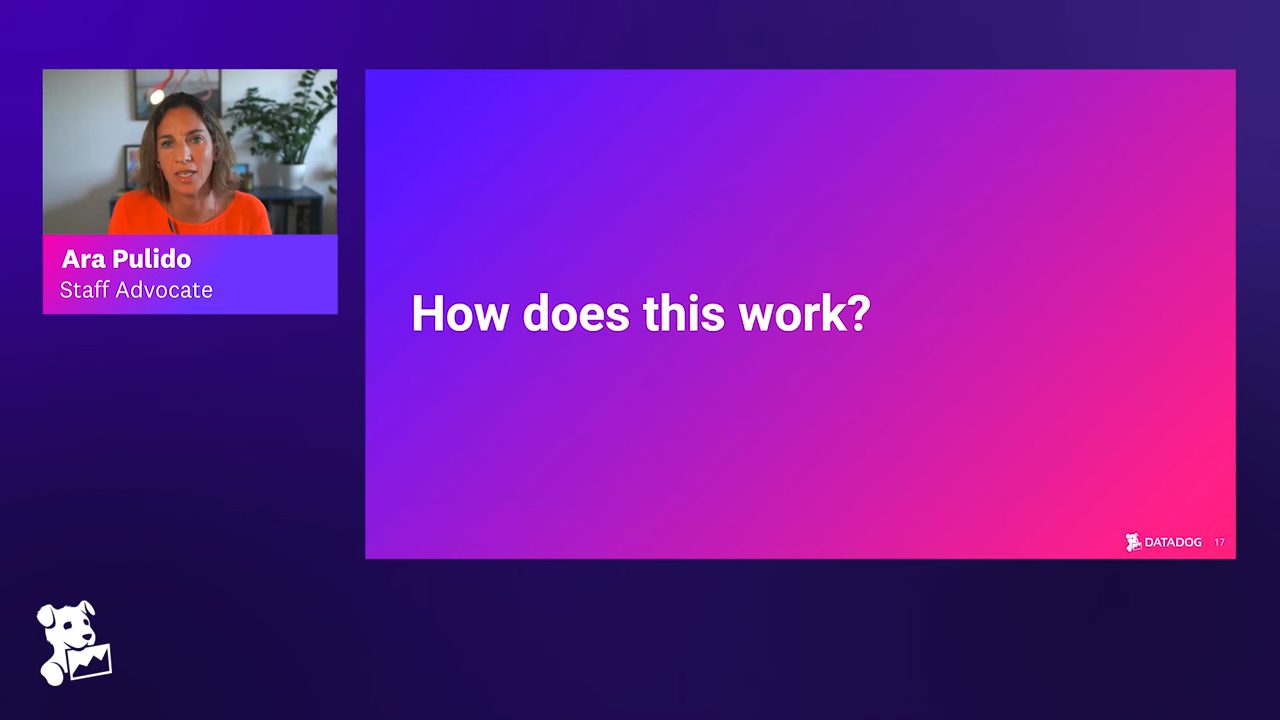 Ara Pulido
Staff Advocate
How does this work?
DATADOG 17